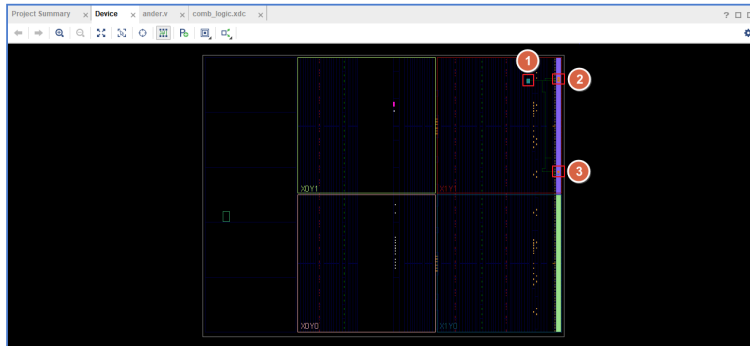 Project Summary × Device × ander.v × comb_logic.xdc ×
1
2
3
X0Y1
X1Y1
X0Y0
X1Y0